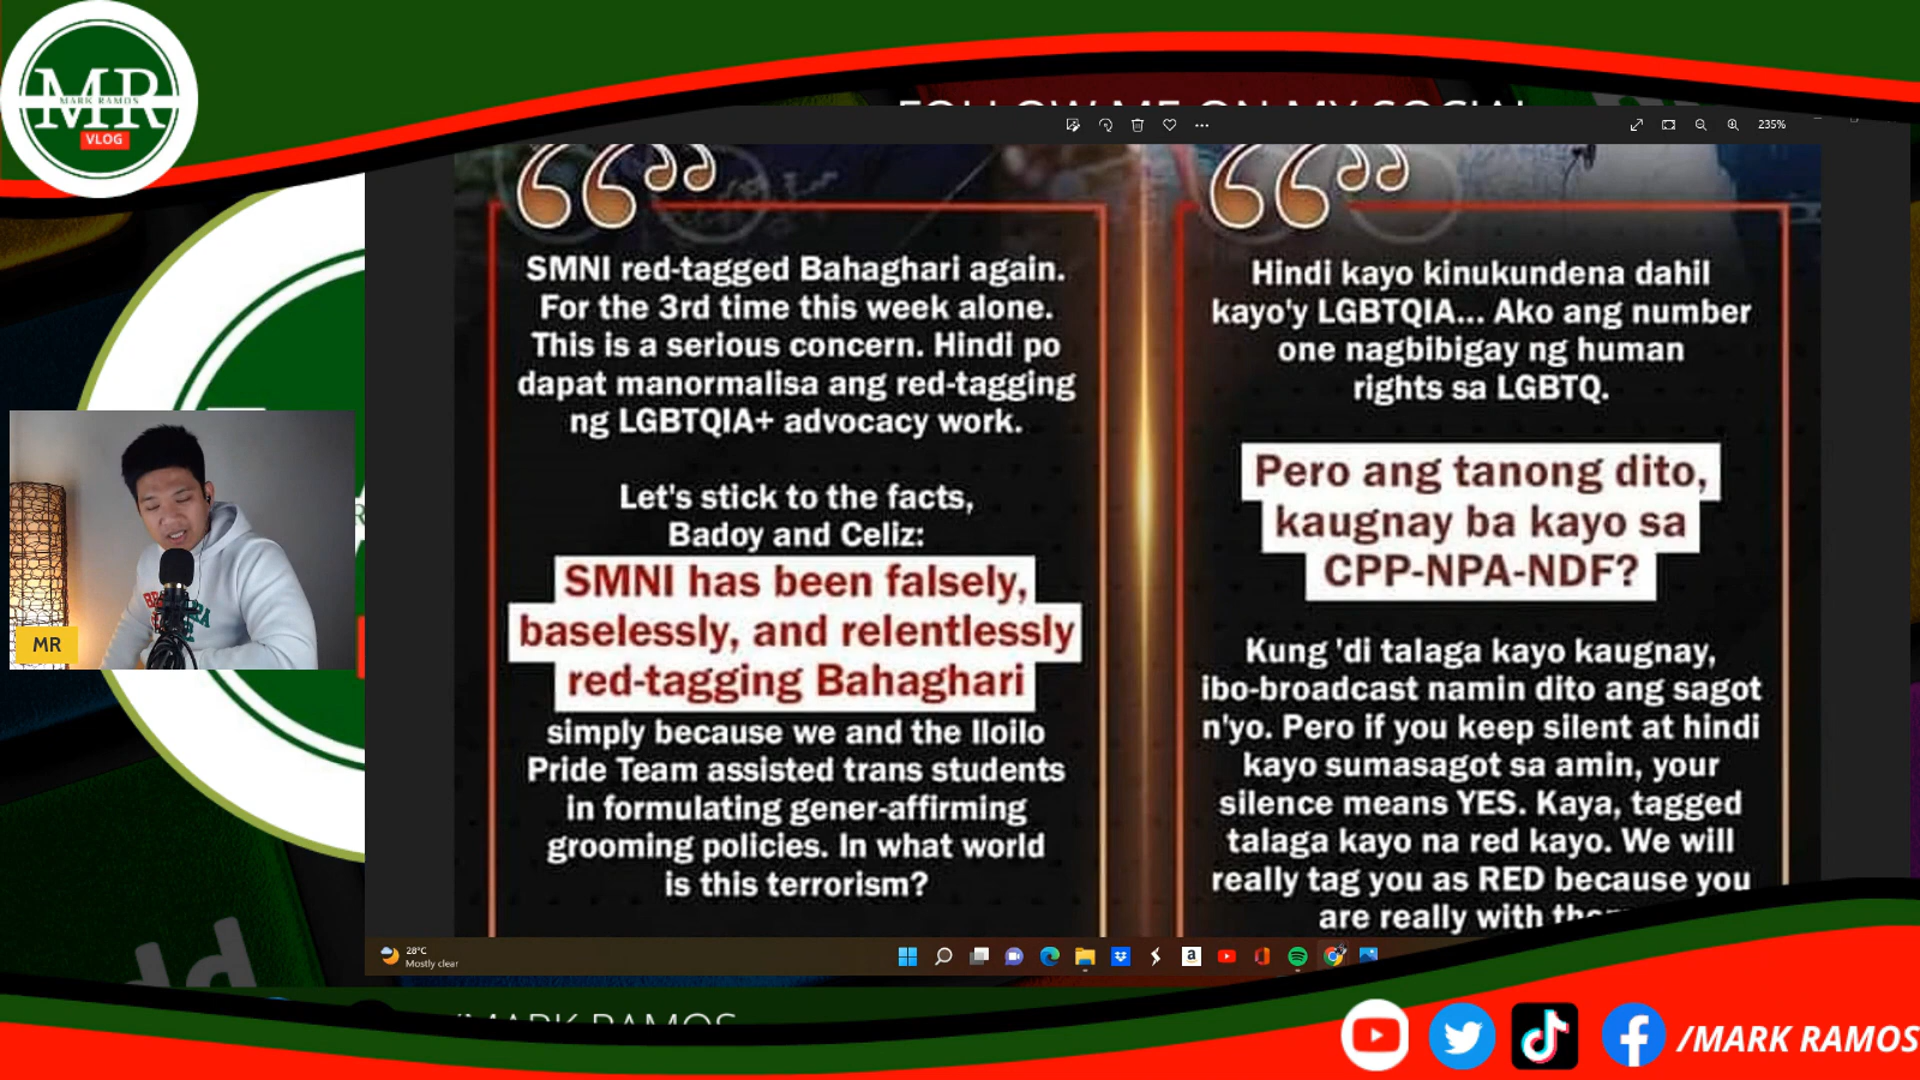 MR
MARK RAMOS
VLOG
FOLLOW ME ON MY SOCIAL
235%
SMNI red-tagged Bahaghari again.
For the 3rd time this week alone.
This is a serious concern. Hindi po
dapat manormalisa ang red-tagging
ng LGBTQIA+ advocacy work.
Let's stick to the facts,
Badoy and Celiz:
SMNI has been falsely,
baselessly, and relentlessly
red-tagging Bahaghari
simply because we and the Iloilo
Pride Team assisted trans students
in formulating gener-affirming
grooming policies. In what world
is this terrorism?
Hindi kayo kinukundena dahil
kayo'y LGBTQIA... Ako ang number
one nagbibigay ng human
rights sa LGBTQ.
Pero ang tanong dito,
kaugnay ba kayo sa
CPP-NPA-NDF?
Kung 'di talaga kayo kaugnay,
ibo-broadcast namin dito ang sagot
n'yo. Pero if you keep silent at hindi
kayo sumasagot sa amin, your
silence means YES. Kaya, tagged
talaga kayo na red kayo. We will
really tag you as RED because you
are really with
MR
28°C
Mostly clear
/MARK RAMOS
/MARK RAMOS